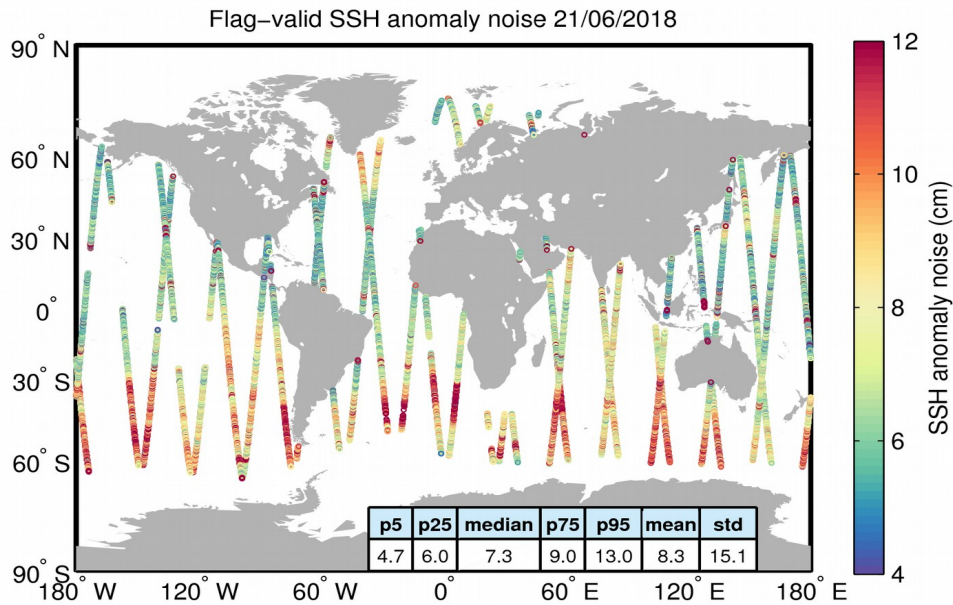 Flag−valid SSH anomaly noise 21/06/2018
90° N
60° N
30° N
0°
30° S
60° S
90° S
180° W
120° W
60° W
0°
60° E
120° E
180° E
p5 p25 median p75 p95 mean std
4.7 6.0 7.3 9.0 13.0 8.3 15.1
12
10
8
6
4
SSH anomaly noise (cm)